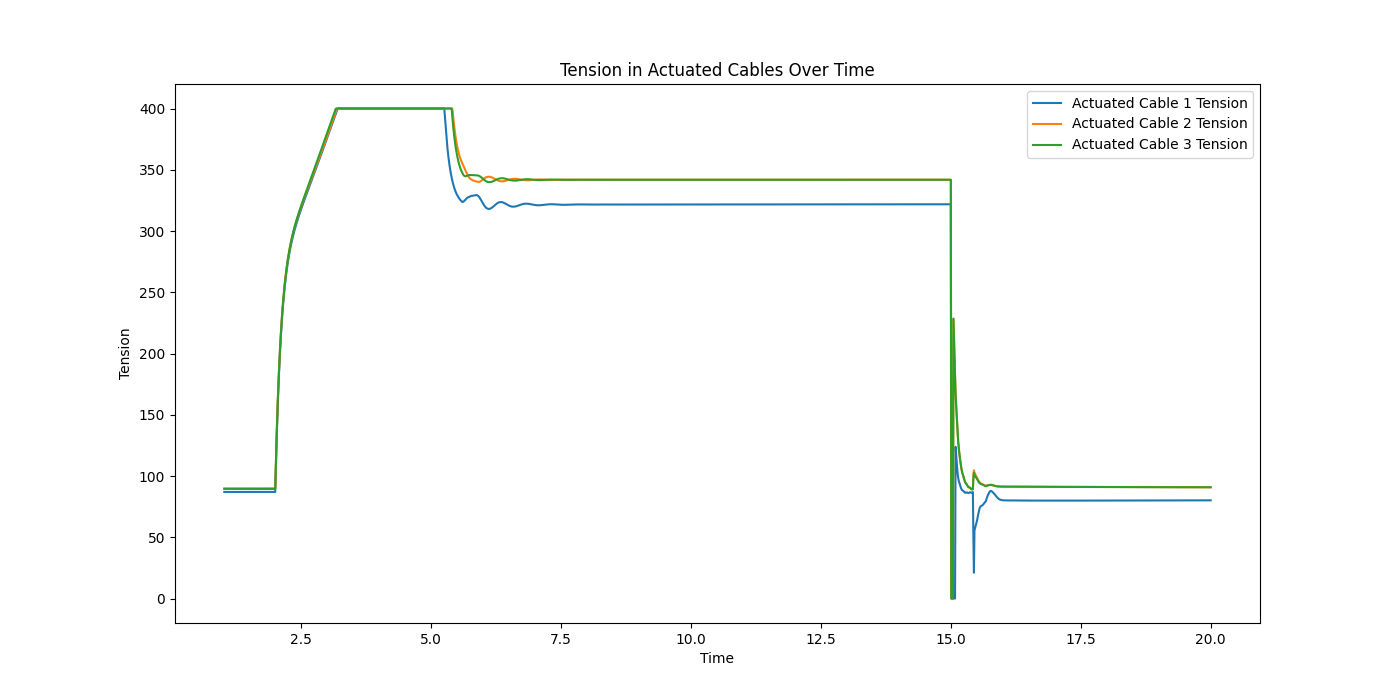 Tension in Actuated Cables Over Time
Actuated Cable 1 Tension
Actuated Cable 2 Tension
Actuated Cable 3 Tension
Tension
400
350
300
250
200
150
100
50
0
2.5 5.0 7.5 10.0 12.5 15.0 17.5 20.0
Time